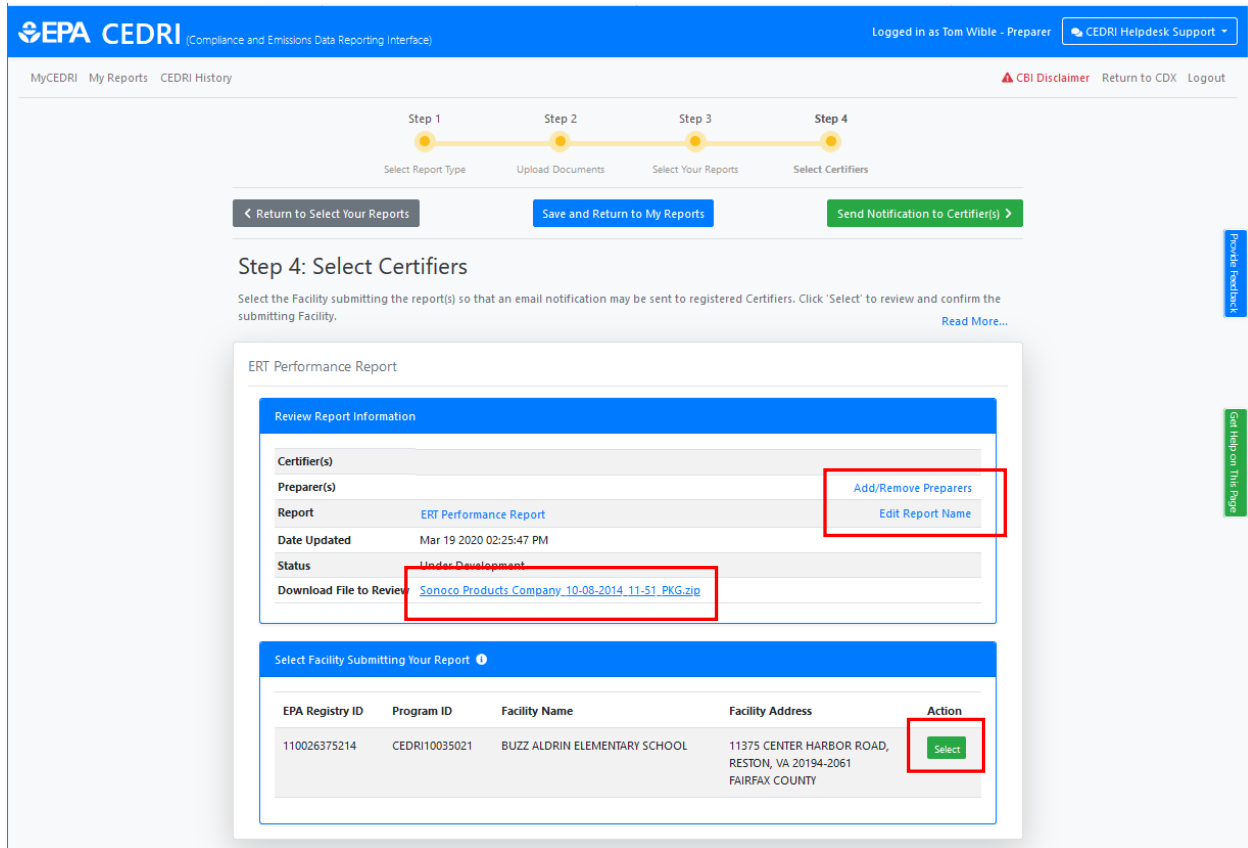 EPA CEDRI (Compliance and Emissions Data Reporting Interface)
Logged in as Tom Wible - Preparer
CEDRI Helpdesk Support
MyCEDRI My Reports CEDRI History
CBI Disclaimer Return to CDX Logout
Step 1 Step 2 Step 3 Step 4
Select Report Type Upload Documents Select Your Reports Select Certifiers
Return to Select Your Reports
Save and Return to My Reports
Send Notification to Certifier(s)
Step 4: Select Certifiers
Select the Facility submitting the report(s) so that an email notification may be sent to registered Certifiers. Click 'Select' to review and confirm the
submitting Facility.
Read More...
ERT Performance Report
Review Report Information
Certifier(s)
Preparer(s) Add/Remove Preparers
Report ERT Performance Report Edit Report Name
Date Updated Mar 19 2020 02:25:47 PM
Status Under Development
Download File to Review Sonoco Products Company_10-08-2014_11-51_PKG.zip
Select Facility Submitting Your Report
EPA Registry ID Program ID Facility Name Facility Address Action
110026375214 CEDRI10035021 BUZZ ALDRIN ELEMENTARY SCHOOL 11375 CENTER HARBOR ROAD, Select
RESTON, VA 20194-2061
FAIRFAX COUNTY
Provide Feedback
Get Help on This Page